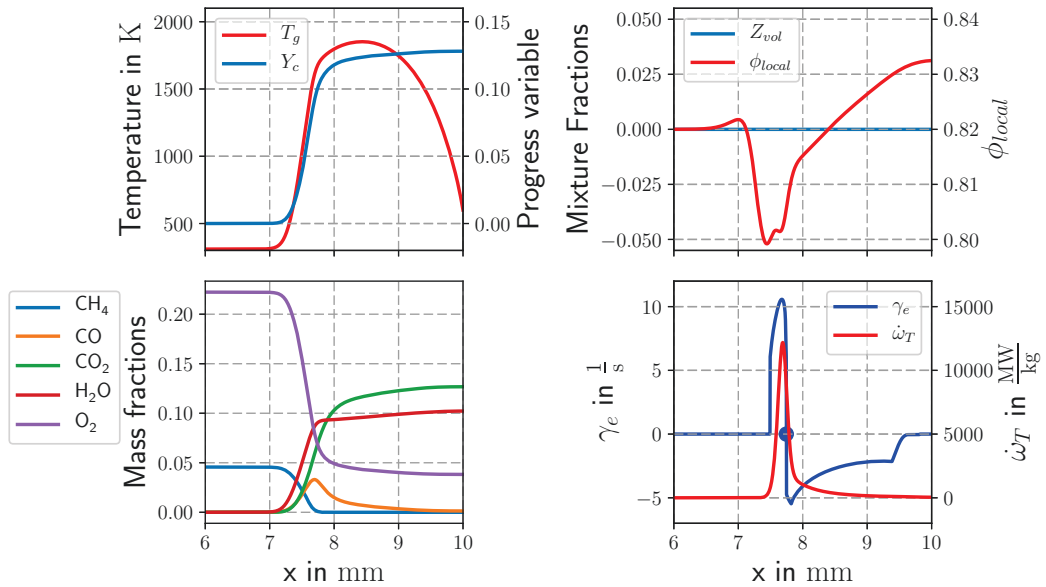 Temperature in K
2000
1500
1000
500
T_g
Y_c
0.15
0.10
0.05
0.00
Progress variable
Mixture Fractions
0.050
0.025
0.000
−0.025
−0.050
Z_vol
ϕ_local
0.84
0.83
0.82
0.81
0.80
ϕ_local
CH₄
CO
CO₂
H₂O
O₂
Mass fractions
0.20
0.15
0.10
0.05
0.00
6 7 8 9 10
x in mm
γ_e in 1/s
10
5
0
−5
γ_e
ω̇_T
15000
10000
5000
0
ω̇_T in MW/kg
6 7 8 9 10
x in mm